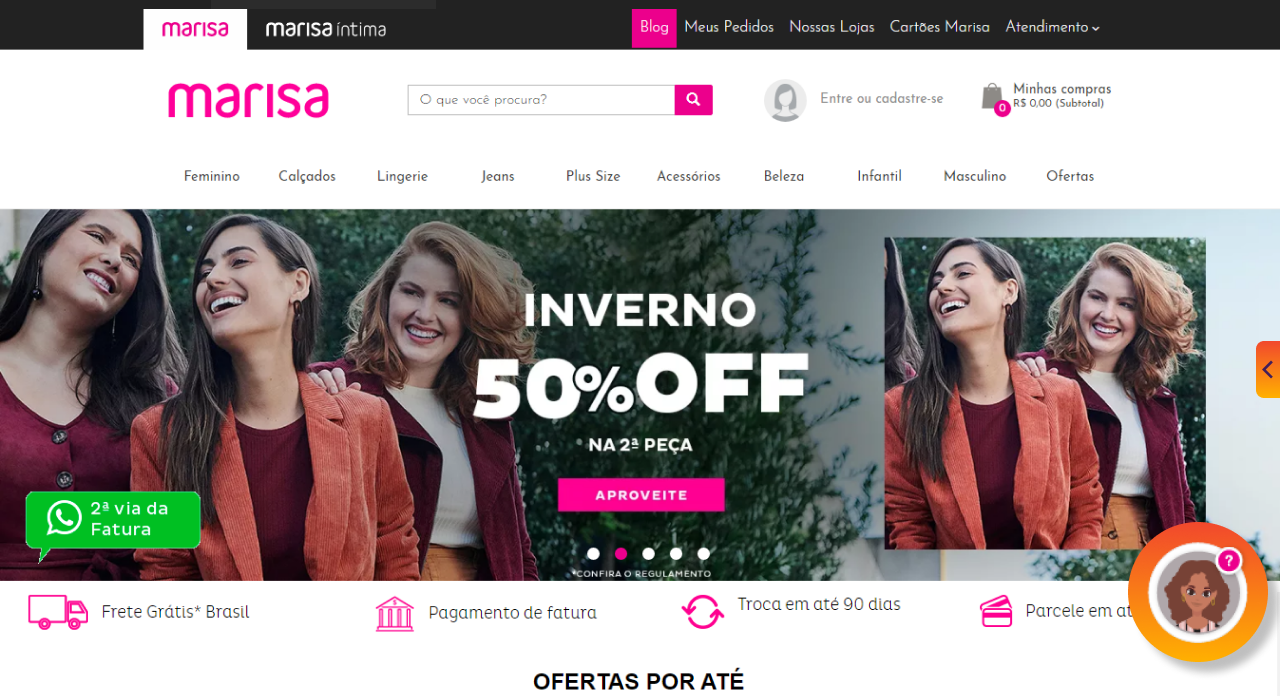 marisa
marisa íntima
Blog
Meus Pedidos
Nossas Lojas
Cartões Marisa
Atendimento
marisa
O que você procura?
Entre ou cadastre-se
0
Minhas compras
R$ 0,00 (Subtotal)
Feminino
Calçados
Lingerie
Jeans
Plus Size
Acessórios
Beleza
Infantil
Masculino
Ofertas
INVERNO
50%OFF
NA 2ª PEÇA
APROVEITE
*CONFIRA O REGULAMENTO
2ª via da
Fatura
?
Frete Grátis* Brasil
Pagamento de fatura
Troca em até 90 dias
Parcele em
OFERTAS POR ATÉ